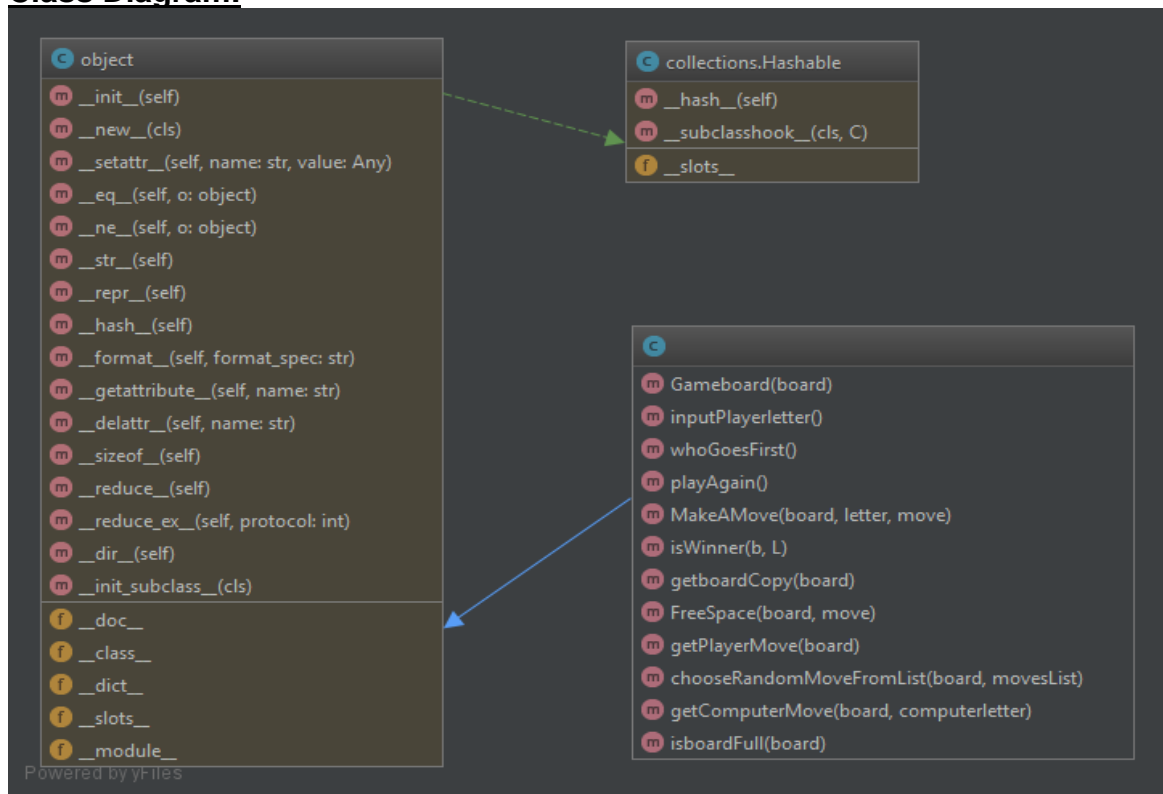 Class Diagram:
object
__init__(self)
__new__(cls)
__setattr__(self, name: str, value: Any)
__eq__(self, o: object)
__ne__(self, o: object)
__str__(self)
__repr__(self)
__hash__(self)
__format__(self, format_spec: str)
__getattribute__(self, name: str)
__delattr__(self, name: str)
__sizeof__(self)
__reduce__(self)
__reduce_ex__(self, protocol: int)
__dir__(self)
__init_subclass__(cls)
__doc__
__class__
__dict__
__slots__
__module__
collections.Hashable
__hash__(self)
__subclasshook__(cls, C)
__slots__
Gameboard(board)
inputPlayerletter()
whoGoesFirst()
playAgain()
MakeAMove(board, letter, move)
isWinner(b, L)
getboardCopy(board)
FreeSpace(board, move)
getPlayerMove(board)
chooseRandomMoveFromList(board, movesList)
getComputerMove(board, computerletter)
isboardFull(board)
Powered by yFiles